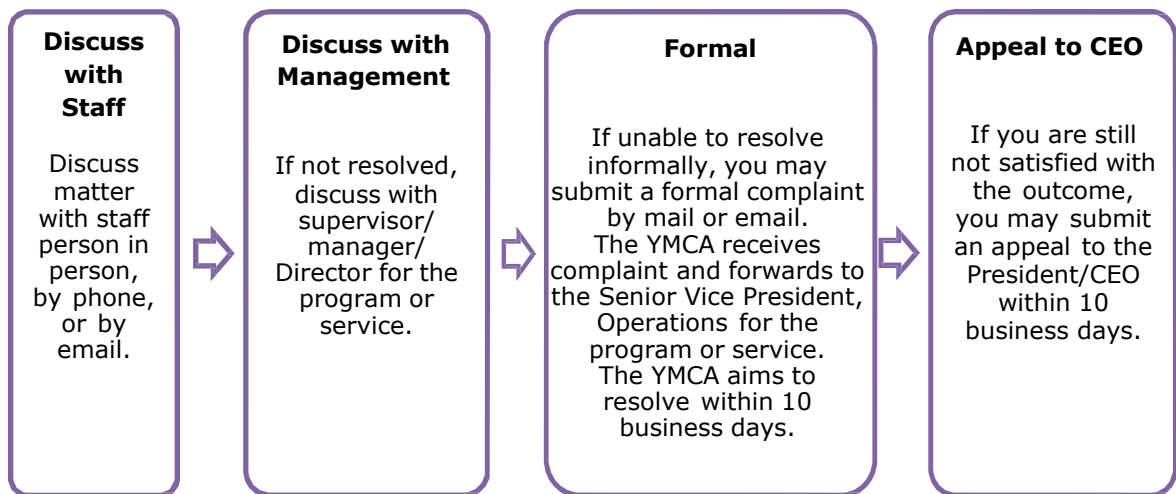 Discuss
with
Staff
Discuss
matter
with staff
person in
person,
by phone,
or by
email.
Discuss with
Management
If not resolved,
discuss with
supervisor/
manager/
Director for the
program or
service.
Formal
If unable to resolve
informally, you may
submit a formal complaint
by mail or email.
The YMCA receives
complaint and forwards to
the Senior Vice President,
Operations for the
program or service.
The YMCA aims to
resolve within 10
business days.
Appeal to CEO
If you are still
not satisfied with
the outcome,
you may submit
an appeal to the
President/CEO
within 10
business days.